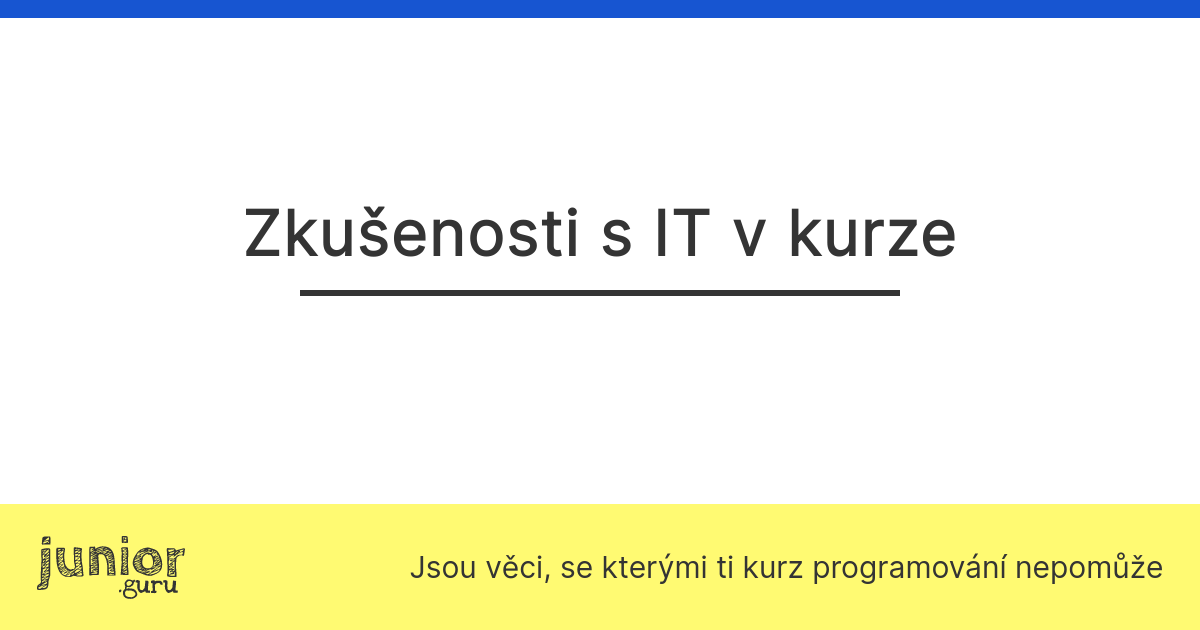 Zkušenosti s IT v kurze
junior
.guru
Jsou věci, se kterými ti kurz programování nepomůže